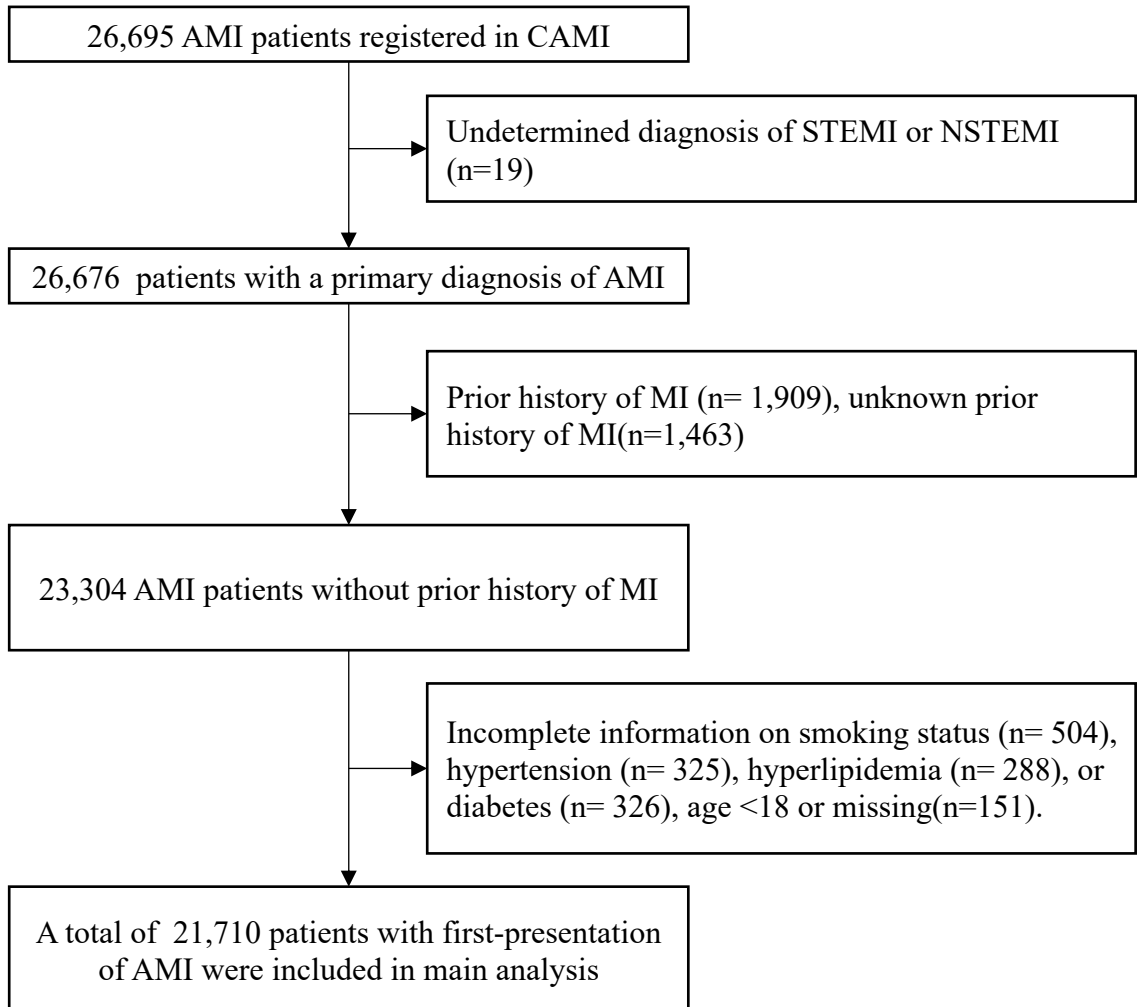 26,695 AMI patients registered in CAMI
Undetermined diagnosis of STEMI or NSTEMI
(n=19)
26,676  patients with a primary diagnosis of AMI
Prior history of MI (n= 1,909), unknown prior
history of MI(n=1,463)
23,304 AMI patients without prior history of MI
Incomplete information on smoking status (n= 504),
hypertension (n= 325), hyperlipidemia (n= 288), or
diabetes (n= 326), age <18 or missing(n=151).
A total of  21,710 patients with first-presentation
of AMI were included in main analysis